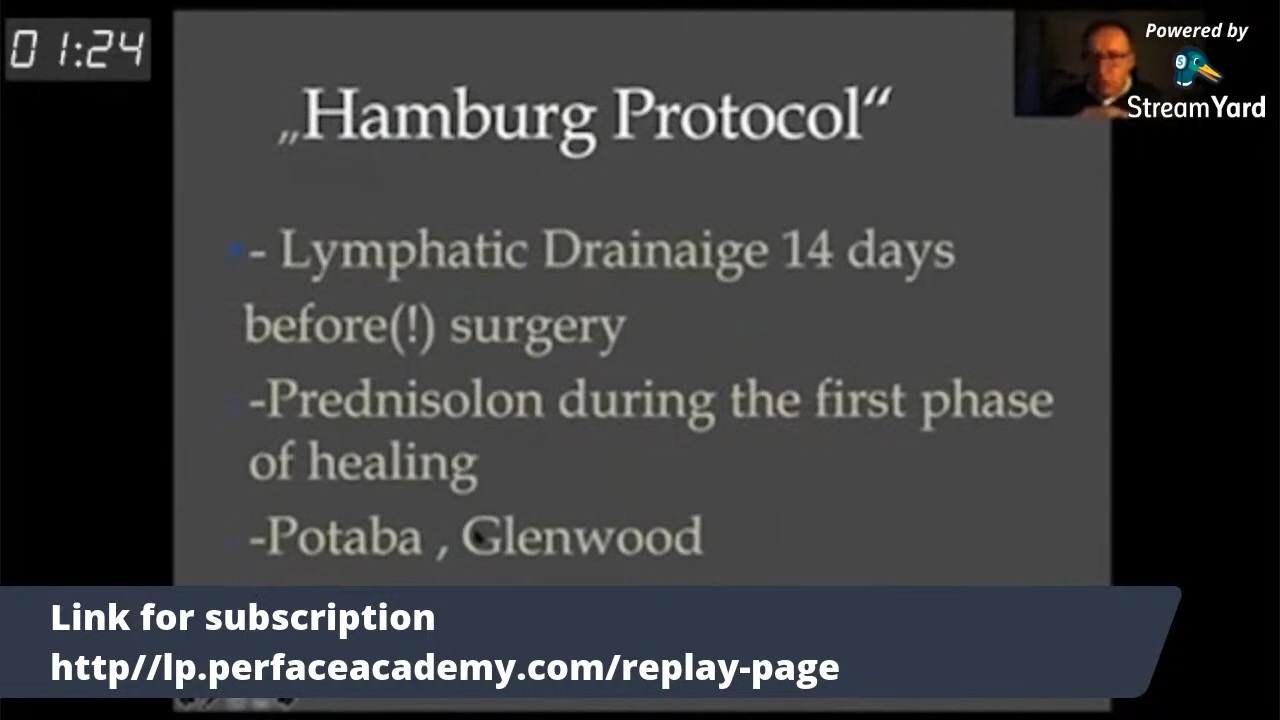 01:24
Powered by
StreamYard
„Hamburg Protocol“
- Lymphatic Drainaige 14 days
before(!) surgery
-Prednisolon during the first phase
of healing
-Potaba , Glenwood
Link for subscription
http//lp.perfaceacademy.com/replay-page